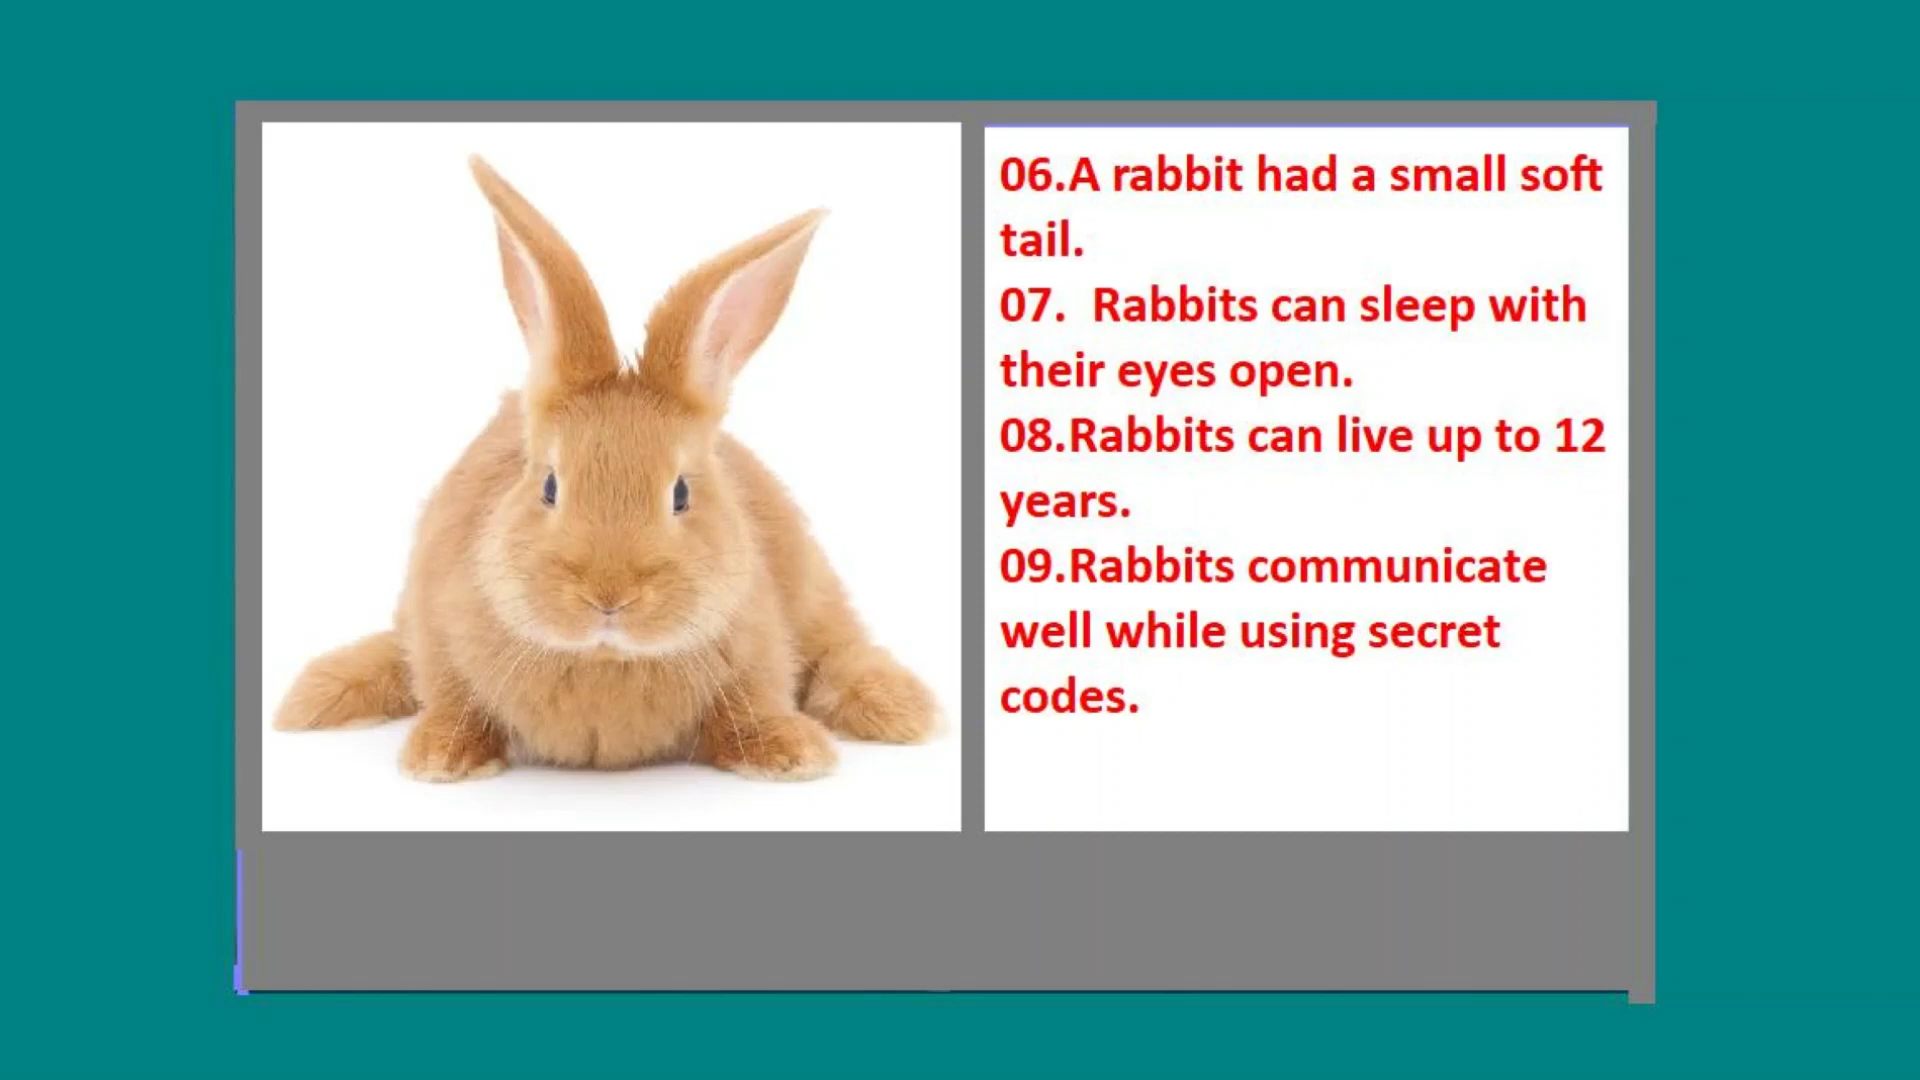 06.A rabbit had a small soft
tail.
07.  Rabbits can sleep with
their eyes open.
08.Rabbits can live up to 12
years.
09.Rabbits communicate
well while using secret
codes.